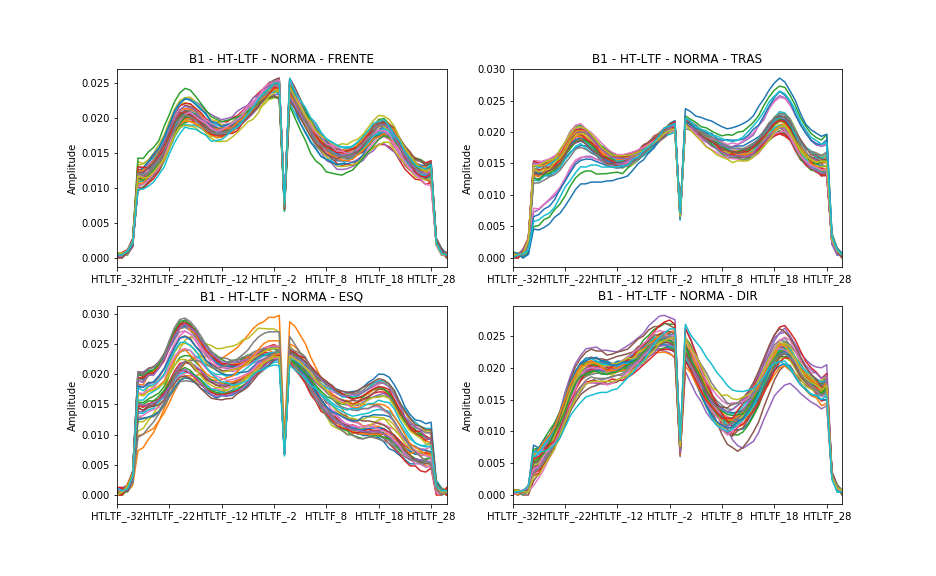 B1 - HT-LTF - NORMA - FRENTE
Amplitude
0.025
0.020
0.015
0.010
0.005
0.000
HTLTF_-32HTLTF_-22HTLTF_-12 HTLTF_-2 HTLTF_8 HTLTF_18 HTLTF_28
B1 - HT-LTF - NORMA - TRAS
Amplitude
0.030
0.025
0.020
0.015
0.010
0.005
0.000
HTLTF_-32HTLTF_-22HTLTF_-12 HTLTF_-2 HTLTF_8 HTLTF_18 HTLTF_28
B1 - HT-LTF - NORMA - ESQ
Amplitude
0.030
0.025
0.020
0.015
0.010
0.005
0.000
HTLTF_-32HTLTF_-22HTLTF_-12 HTLTF_-2 HTLTF_8 HTLTF_18 HTLTF_28
B1 - HT-LTF - NORMA - DIR
Amplitude
0.025
0.020
0.015
0.010
0.005
0.000
HTLTF_-32HTLTF_-22HTLTF_-12 HTLTF_-2 HTLTF_8 HTLTF_18 HTLTF_28